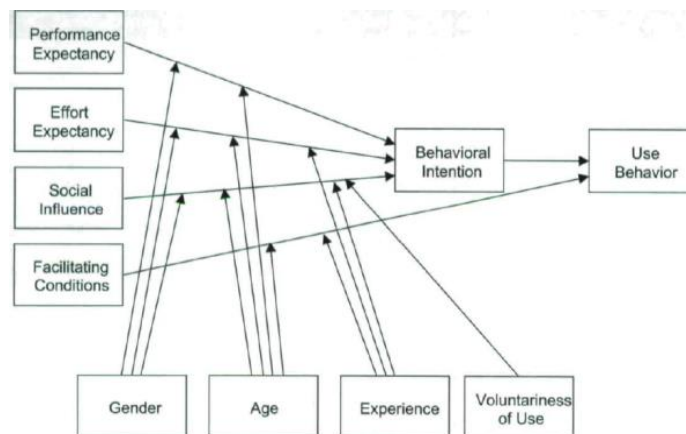 Performance
Expectancy
Effort
Expectancy
Social
Influence
Facilitating
Conditions
Behavioral
Intention
Use
Behavior
Gender
Age
Experience
Voluntariness
of Use